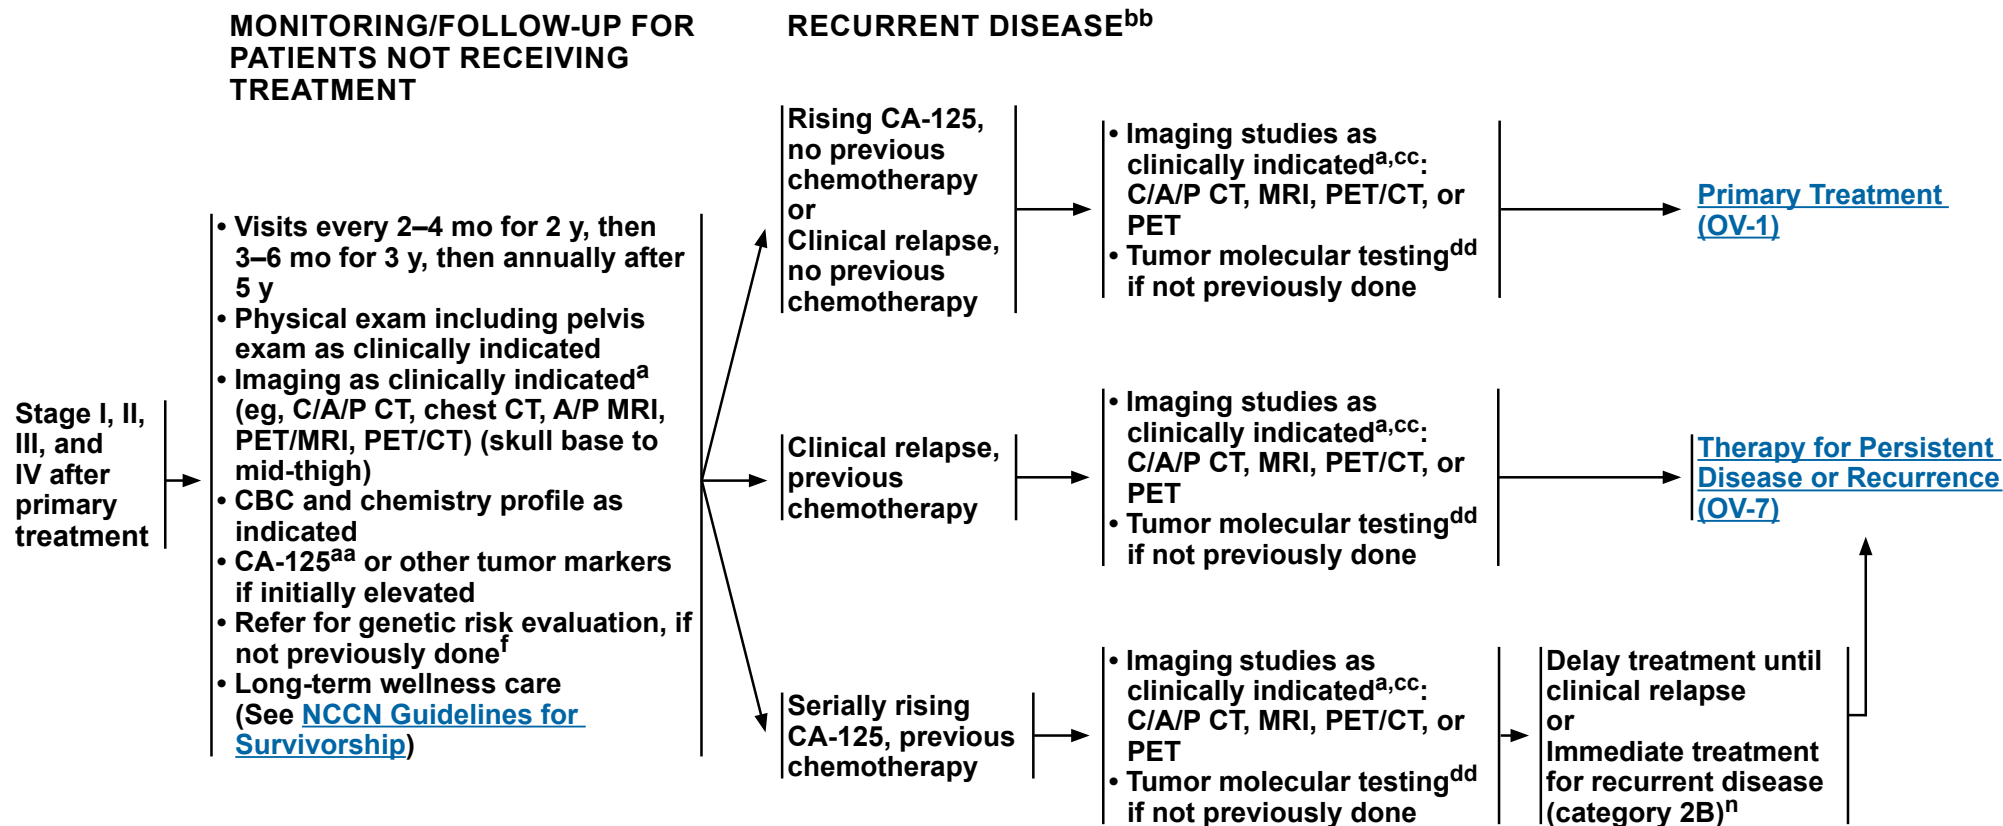 MONITORING/FOLLOW-UP FOR
PATIENTS NOT RECEIVING
TREATMENT
RECURRENT DISEASEbb
Stage I, II,
III, and
IV after
primary
treatment
• Visits every 2–4 mo for 2 y, then
3–6 mo for 3 y, then annually after
5 y
• Physical exam including pelvis
exam as clinically indicated
• Imaging as clinically indicateda
(eg, C/A/P CT, chest CT, A/P MRI,
PET/MRI, PET/CT) (skull base to
mid-thigh)
• CBC and chemistry profile as
indicated
• CA-125aa or other tumor markers
if initially elevated
• Refer for genetic risk evaluation, if
not previously donef
• Long-term wellness care
(See NCCN Guidelines for
Survivorship)
Rising CA-125,
no previous
chemotherapy
or
Clinical relapse,
no previous
chemotherapy
• Imaging studies as
clinically indicateda,cc:
C/A/P CT, MRI, PET/CT, or
PET
• Tumor molecular testingdd
if not previously done
Primary Treatment
(OV-1)
Clinical relapse,
previous
chemotherapy
• Imaging studies as
clinically indicateda,cc:
C/A/P CT, MRI, PET/CT, or
PET
• Tumor molecular testingdd
if not previously done
Therapy for Persistent
Disease or Recurrence
(OV-7)
Serially rising
CA-125, previous
chemotherapy
• Imaging studies as
clinically indicateda,cc:
C/A/P CT, MRI, PET/CT, or
PET
• Tumor molecular testingdd
if not previously done
Delay treatment until
clinical relapse
or
Immediate treatment
for recurrent disease
(category 2B)n